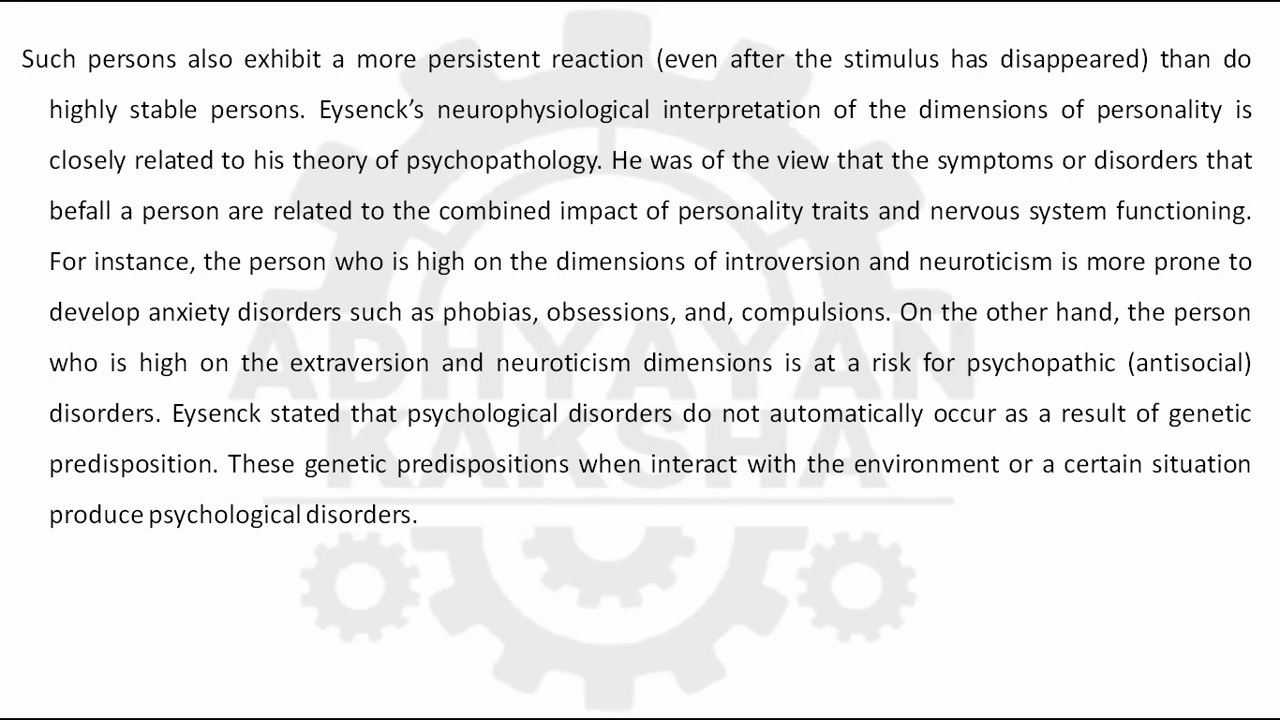 Such persons also exhibit a more persistent reaction (even after the stimulus has disappeared) than do
highly stable persons. Eysenck’s neurophysiological interpretation of the dimensions of personality is
closely related to his theory of psychopathology. He was of the view that the symptoms or disorders that
befall a person are related to the combined impact of personality traits and nervous system functioning.
For instance, the person who is high on the dimensions of introversion and neuroticism is more prone to
develop anxiety disorders such as phobias, obsessions, and, compulsions. On the other hand, the person
who is high on the extraversion and neuroticism dimensions is at a risk for psychopathic (antisocial)
disorders. Eysenck stated that psychological disorders do not automatically occur as a result of genetic
predisposition. These genetic predispositions when interact with the environment or a certain situation
produce psychological disorders.
ADHYAYAN
KAKSHA